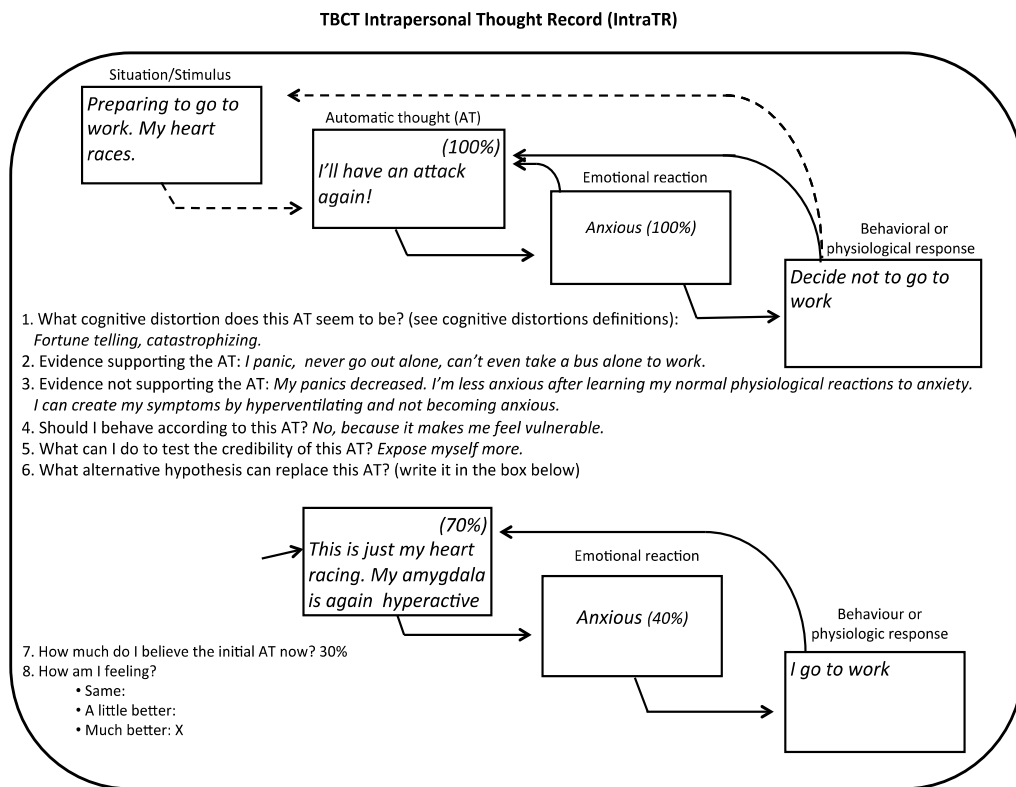 TBCT Intrapersonal Thought Record (IntraTR)
Situation/Stimulus
Preparing to go to
work. My heart
races.
Automatic thought (AT)
(100%)
I'll have an attack
again!
Emotional reaction
Anxious (100%)
Behavioral or
physiological response
Decide not to go to
work
1. What cognitive distortion does this AT seem to be? (see cognitive distortions definitions):
Fortune telling, catastrophizing.
2. Evidence supporting the AT: I panic, never go out alone, can't even take a bus alone to work.
3. Evidence not supporting the AT: My panics decreased. I'm less anxious after learning my normal physiological reactions to anxiety.
I can create my symptoms by hyperventilating and not becoming anxious.
4. Should I behave according to this AT? No, because it makes me feel vulnerable.
5. What can I do to test the credibility of this AT? Expose myself more.
6. What alternative hypothesis can replace this AT? (write it in the box below)
(70%)
This is just my heart
racing. My amygdala
is again hyperactive
Emotional reaction
Anxious (40%)
Behaviour or
physiologic response
I go to work
7. How much do I believe the initial AT now? 30%
8. How am I feeling?
• Same:
• A little better:
• Much better: X